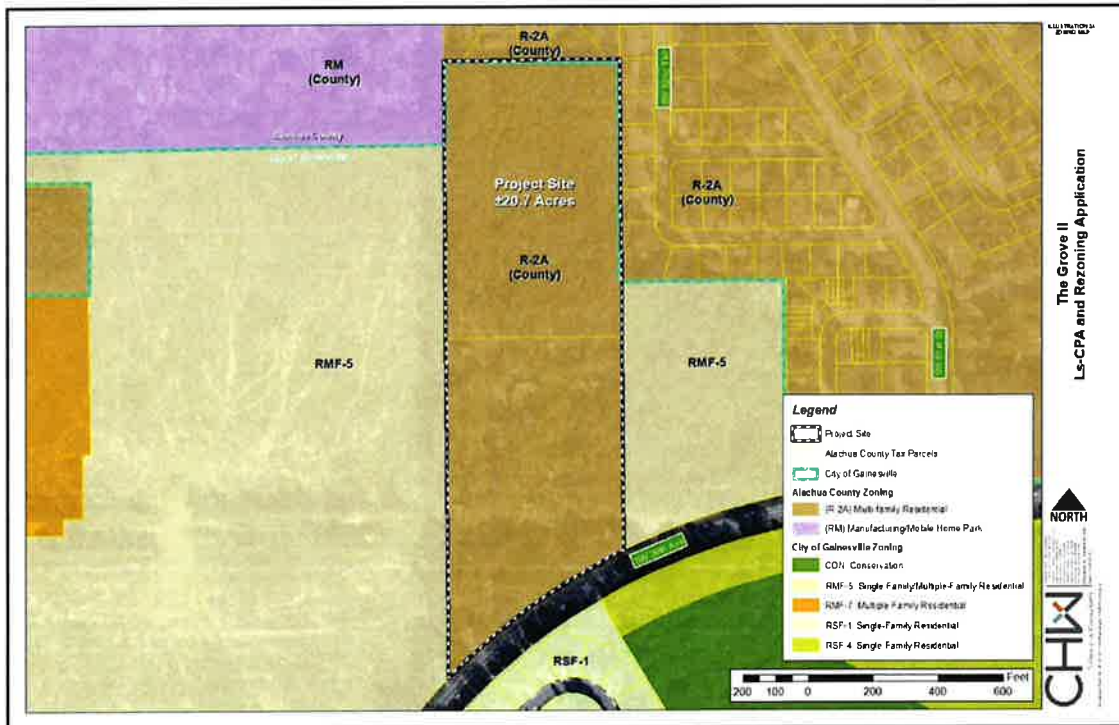 R-2A
(County)
RM
(County)
Alachua County
Project Site
±20.7 Acres
R-2A
(County)
R-2A
(County)
RMF-5
RMF-5
RSF-1
Legend
Project Site
Alachua County Tax Parcels
City of Gainesville
Alachua County Zoning
(R-2A) Multi-family Residential
(RM) Manufacturing/Mobile Home Park
City of Gainesville Zoning
CON: Conservation
RMF-5: Single Family/Multiple-Family Residential
RMF-7: Multiple Family Residential
RSF-1: Single-Family Residential
RSF-4: Single Family Residential
200 100 0 200 400 600
Feet
The Grove II
Ls-CPA and Rezoning Application
NORTH
CHW